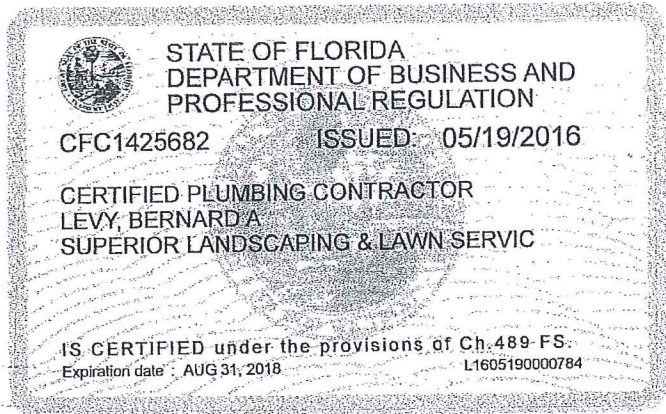 STATE OF FLORIDA
DEPARTMENT OF BUSINESS AND
PROFESSIONAL REGULATION
CFC1425682 ISSUED: 05/19/2016
CERTIFIED PLUMBING CONTRACTOR
LEVY, BERNARD A
SUPERIOR LANDSCAPING & LAWN SERVIC
IS CERTIFIED under the provisions of Ch.489 FS.
Expiration date : AUG 31, 2018 L1605190000784